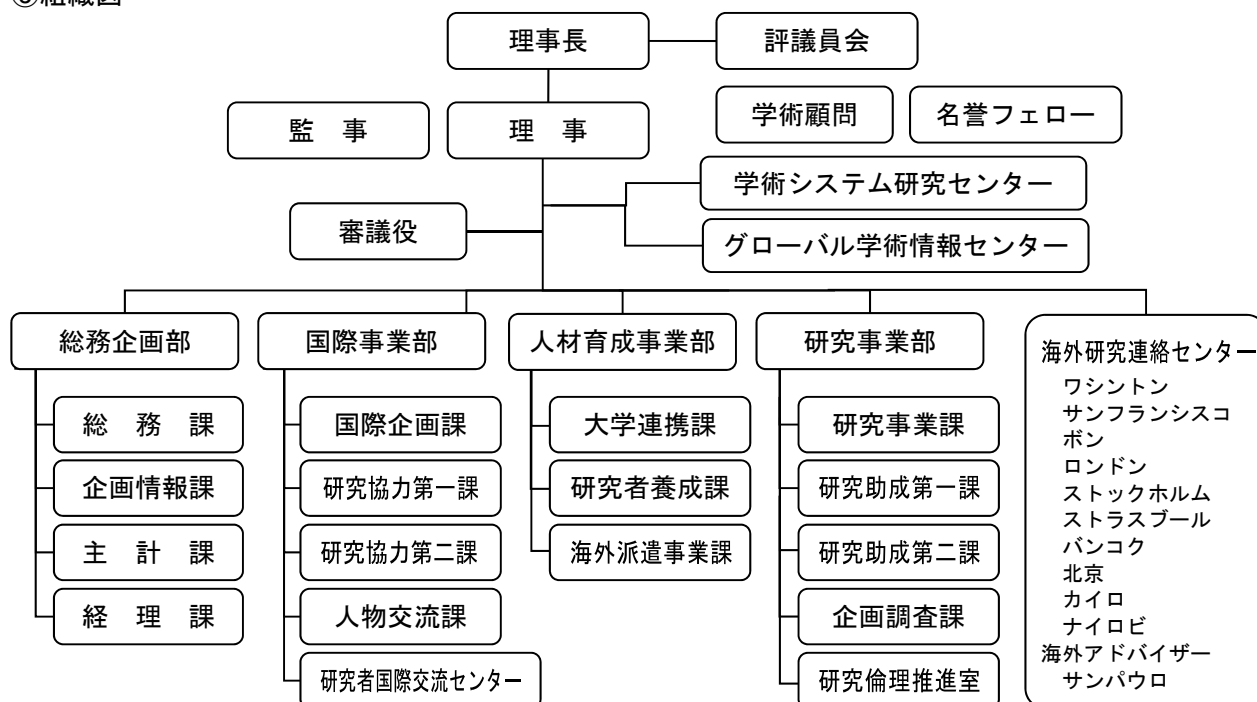 ③組織図
理事長
評議員会
監　事
理　事
学術顧問
名誉フェロー
学術システム研究センター
審議役
グローバル学術情報センター
総務企画部
総　務　課
企画情報課
主　計　課
経　理　課
国際事業部
国際企画課
研究協力第一課
研究協力第二課
人物交流課
研究者国際交流センター
人材育成事業部
大学連携課
研究者養成課
海外派遣事業課
研究事業部
研究事業課
研究助成第一課
研究助成第二課
企画調査課
研究倫理推進室
海外研究連絡センター
ワシントン
サンフランシスコ
ボン
ロンドン
ストックホルム
ストラスブール
バンコク
北京
カイロ
ナイロビ
海外アドバイザー
サンパウロ